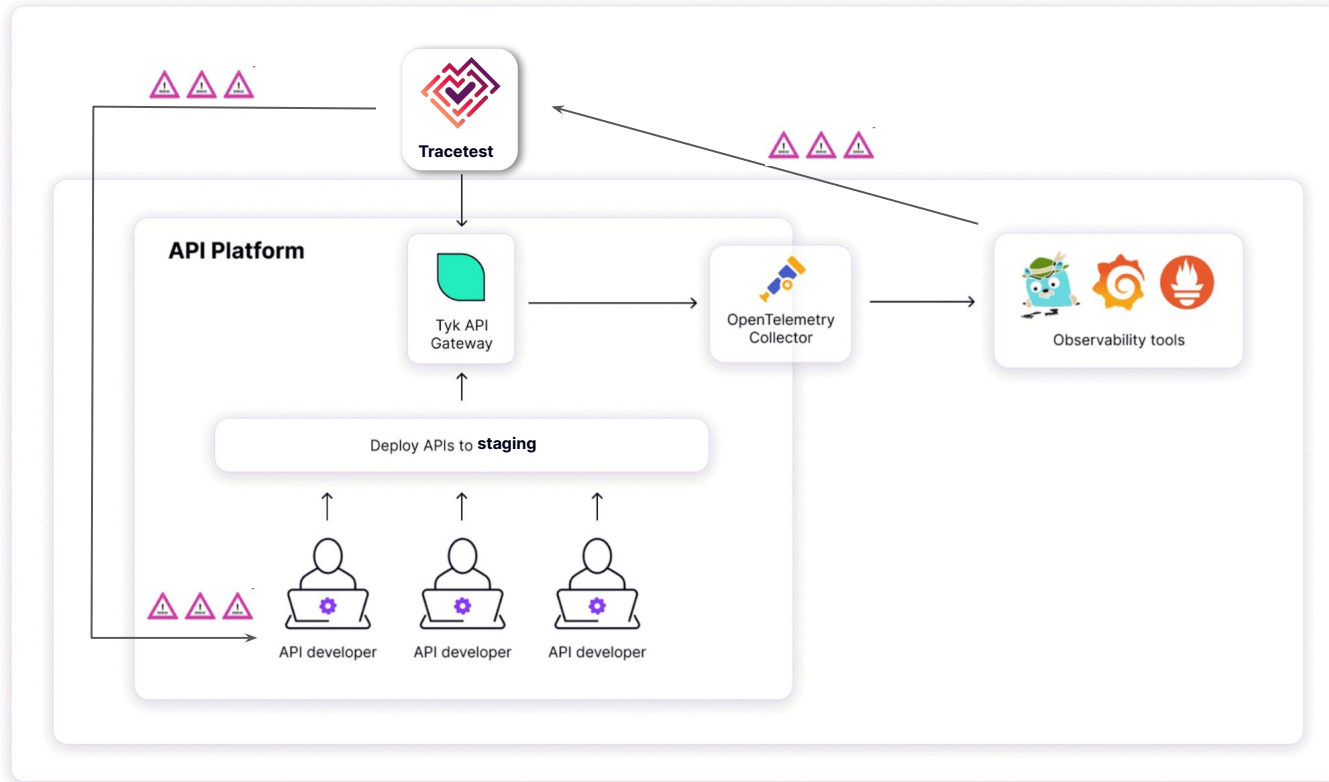 Tracetest
API Platform
Tyk API
Gateway
OpenTelemetry
Collector
Observability tools
Deploy APIs to staging
API developer
API developer
API developer